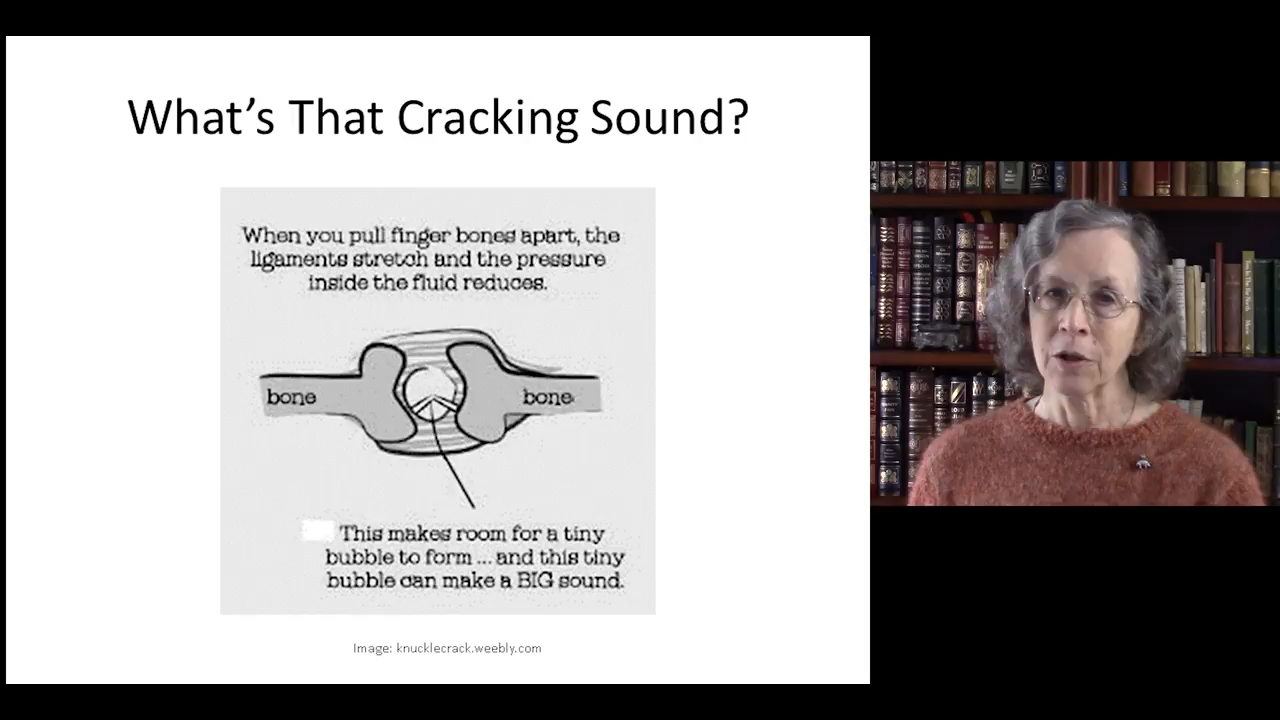 What's That Cracking Sound?
When you pull finger bones apart, the
ligaments stretch and the pressure
inside the fluid reduces.
bone
bone
This makes room for a tiny
bubble to form ... and this tiny
bubble can make a BIG sound.
Image: knucklecrack.weebly.com